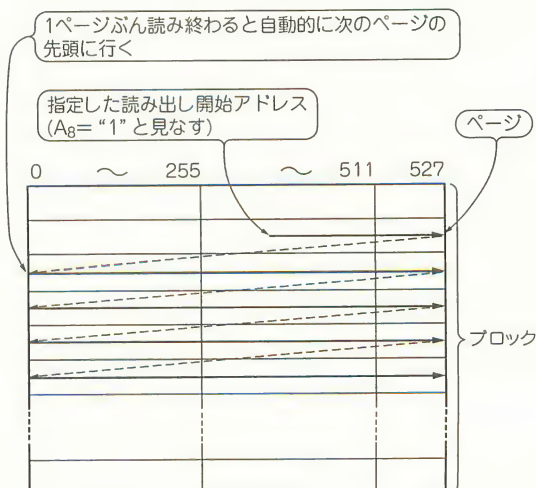 1ページぶん読み終わると自動的に次のページの
先頭に行く
指定した読み出し開始アドレス
(A8= “1” と見なす)
ページ
0 ～ 255 ～ 511 527
ブロック